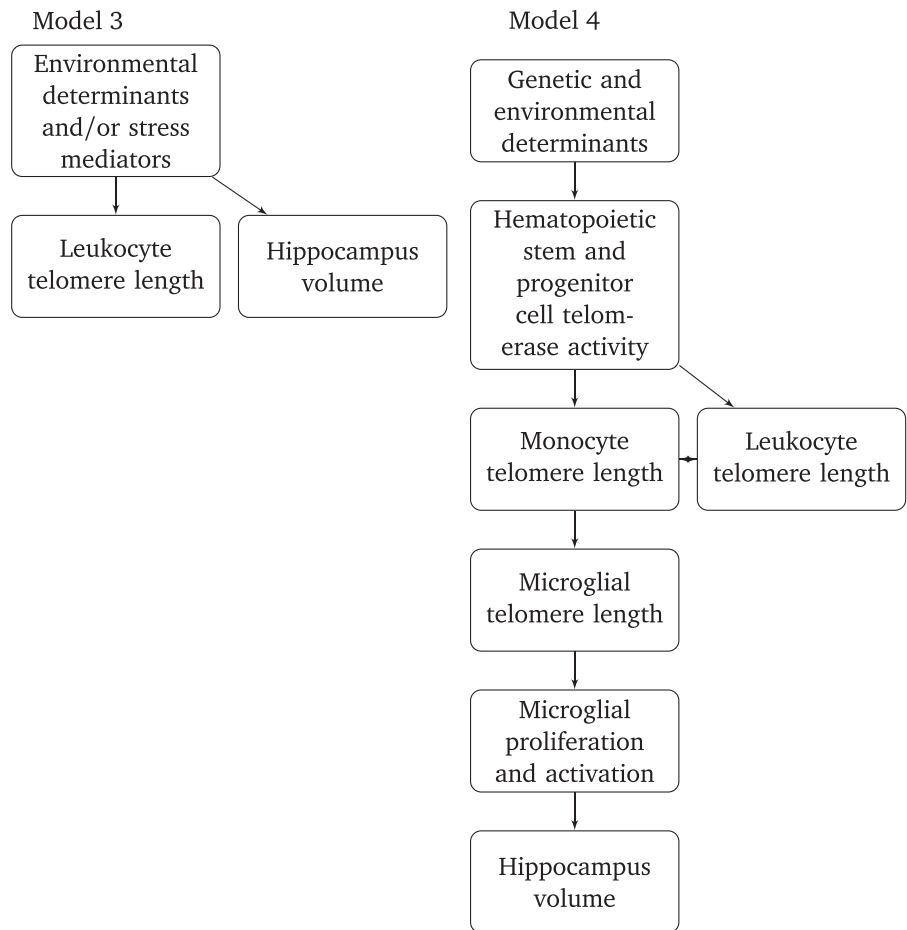 Model 3
Environmental
determinants
and/or stress
mediators
Leukocyte
telomere length
Hippocampus
volume
Model 4
Genetic and
environmental
determinants
Hematopoietic
stem and
progenitor
cell telom-
erase activity
Monocyte
telomere length
Leukocyte
telomere length
Microglial
telomere length
Microglial
proliferation
and activation
Hippocampus
volume